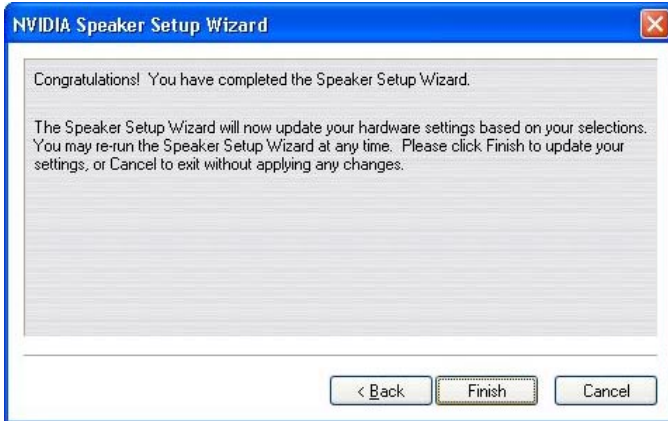 NVIDIA Speaker Setup Wizard
Congratulations! You have completed the Speaker Setup Wizard.
The Speaker Setup Wizard will now update your hardware settings based on your selections.
You may re-run the Speaker Setup Wizard at any time. Please click Finish to update your
settings, or Cancel to exit without applying any changes.
< Back
Finish
Cancel